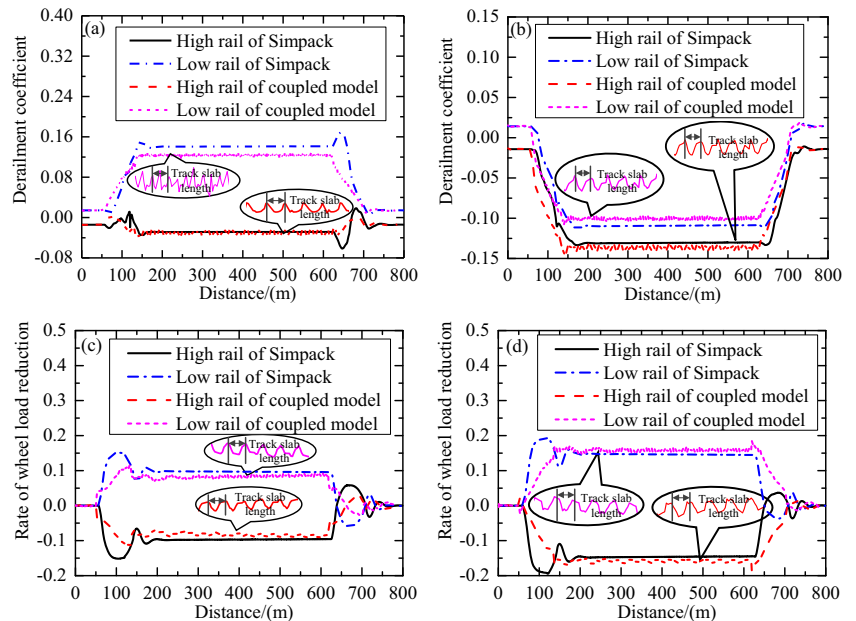 (a)
High rail of Simpack
Low rail of Simpack
High rail of coupled model
Low rail of coupled model
Track slab
length
Track slab
length
Derailment coefficient
0.40
0.32
0.24
0.16
0.08
0.00
-0.08
0 100 200 300 400 500 600 700 800
Distance/(m)
(b)
High rail of Simpack
Low rail of Simpack
High rail of coupled model
Low rail of coupled model
Track slab
length
Track slab
length
Derailment coefficient
0.15
0.10
0.05
0.00
-0.05
-0.10
-0.15
0 100 200 300 400 500 600 700 800
Distance/(m)
(c)
High rail of Simpack
Low rail of Simpack
High rail of coupled model
Low rail of coupled model
Track slab
length
Track slab
length
Rate of wheel load reduction
0.5
0.4
0.3
0.2
0.1
0.0
-0.1
-0.2
0 100 200 300 400 500 600 700 800
Distance/(m)
(d)
High rail of Simpack
Low rail of Simpack
High rail of coupled model
Low rail of coupled model
Track slab
length
Track slab
length
Rate of wheel load reduction
0.5
0.4
0.3
0.2
0.1
0.0
-0.1
-0.2
0 100 200 300 400 500 600 700 800
Distance/(m)